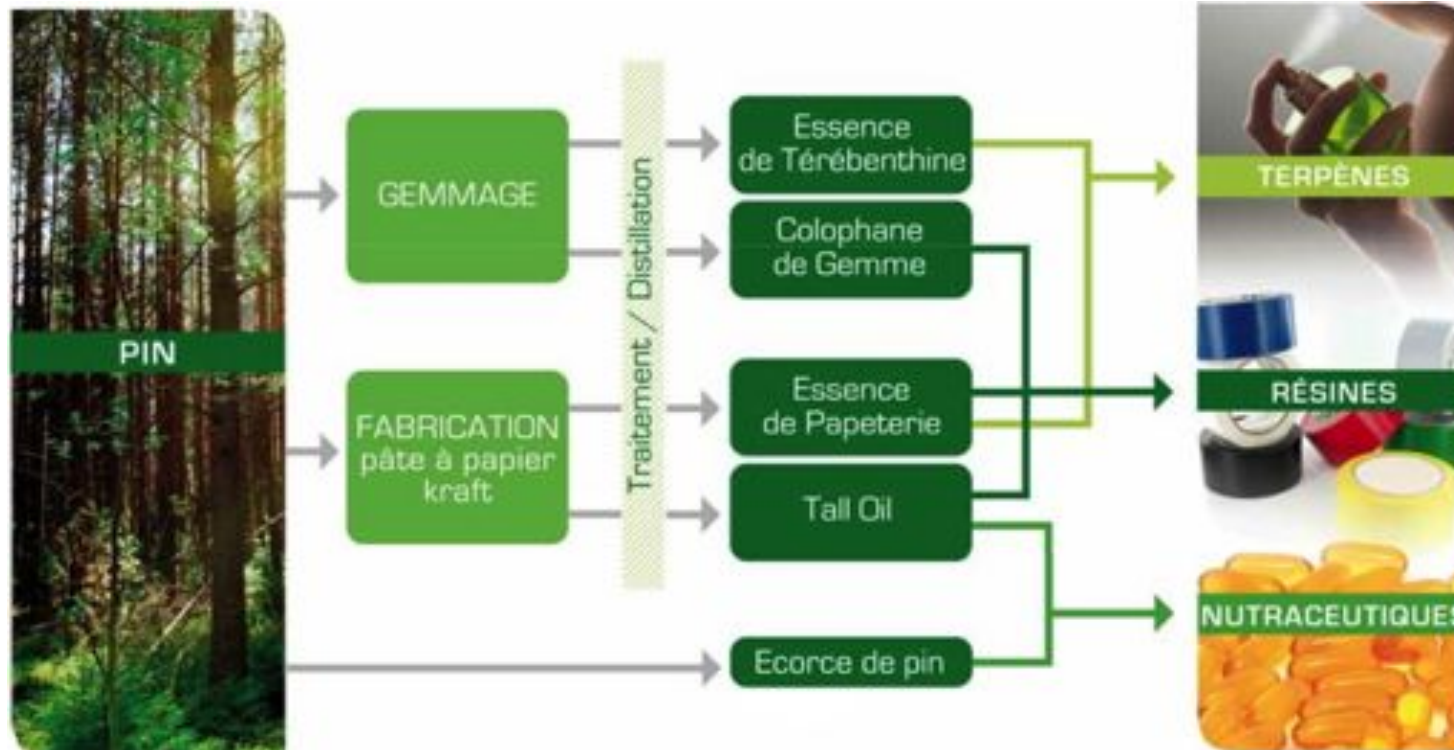 PIN
GEMMAGE
FABRICATION
pâte à papier
kraft
Traitement / Distillation
Essence
de Térébenthine
Colophane
de Gemme
Essence
de Papeterie
Tall Oil
Ecorce de pin
TERPÈNES
RÉSINES
NUTRACEUTIQUES